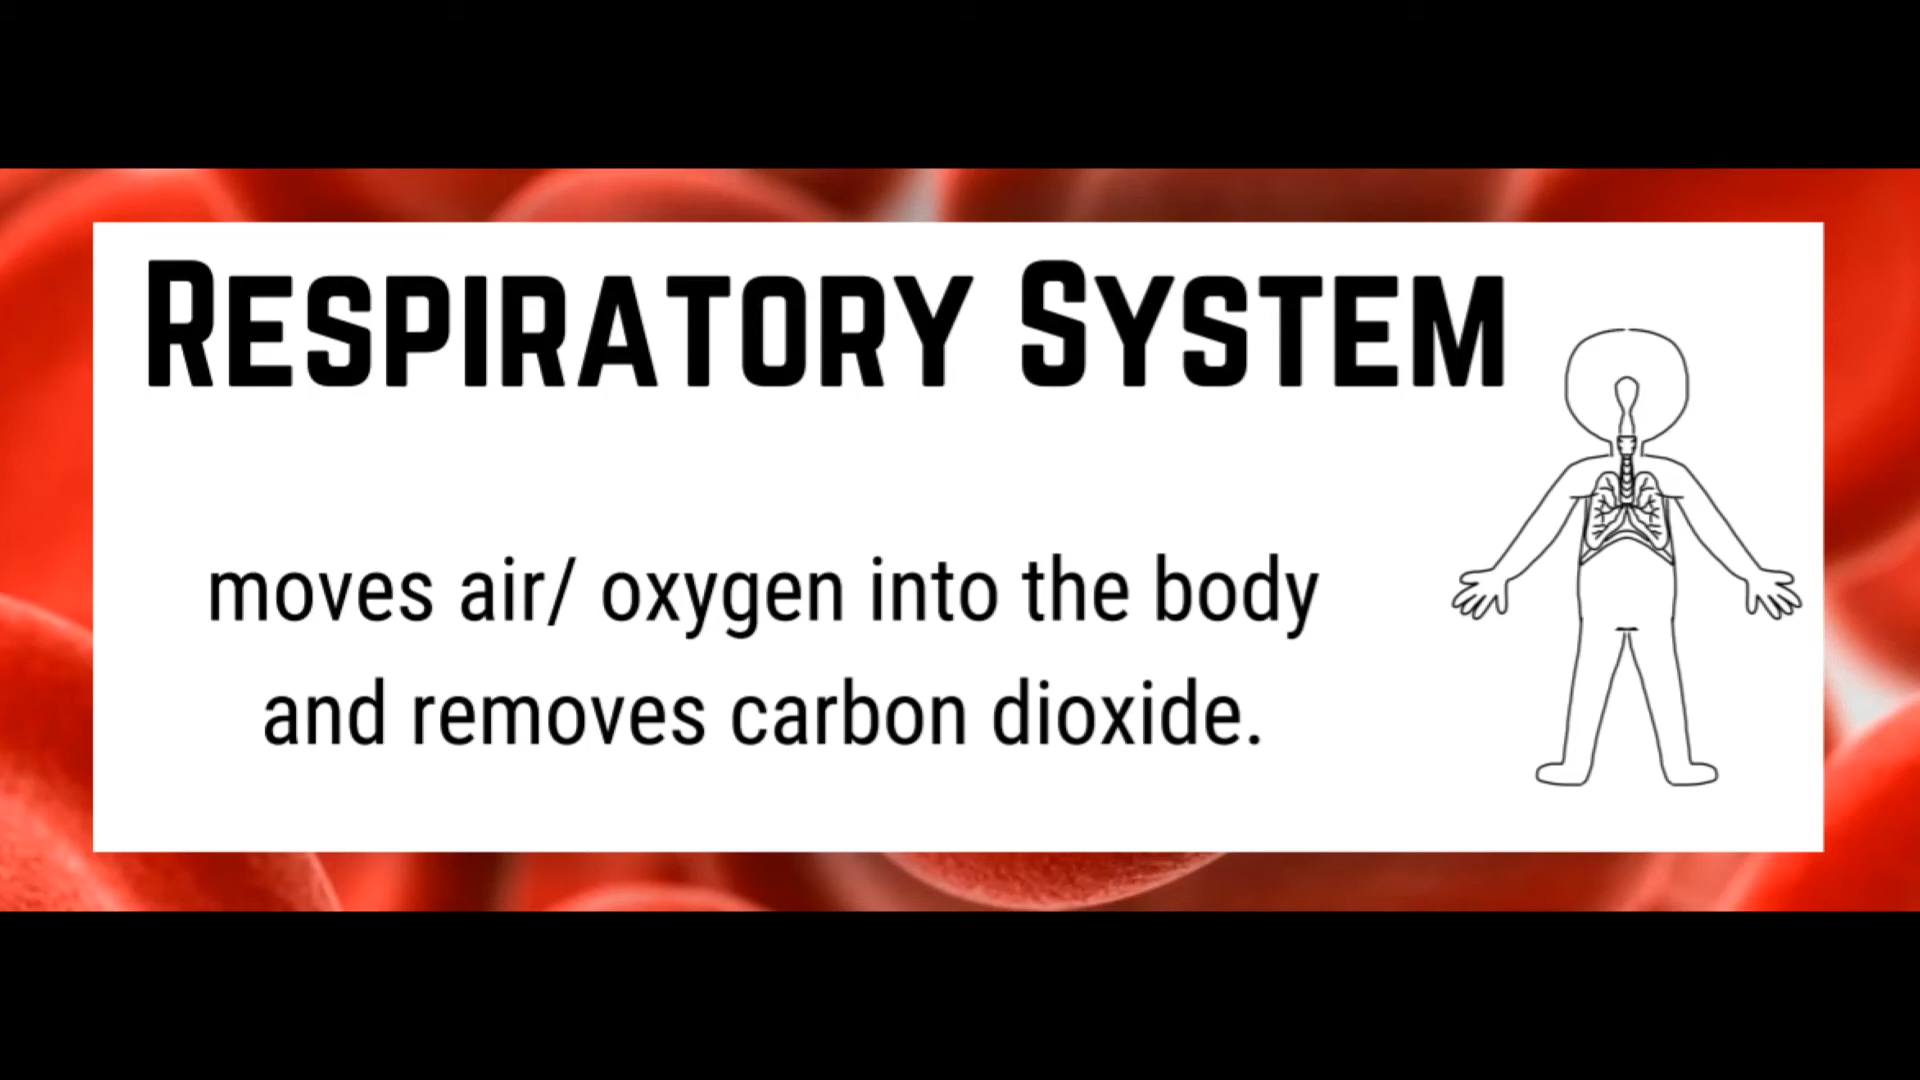 RESPIRATORY SYSTEM
moves air/ oxygen into the body
and removes carbon dioxide.